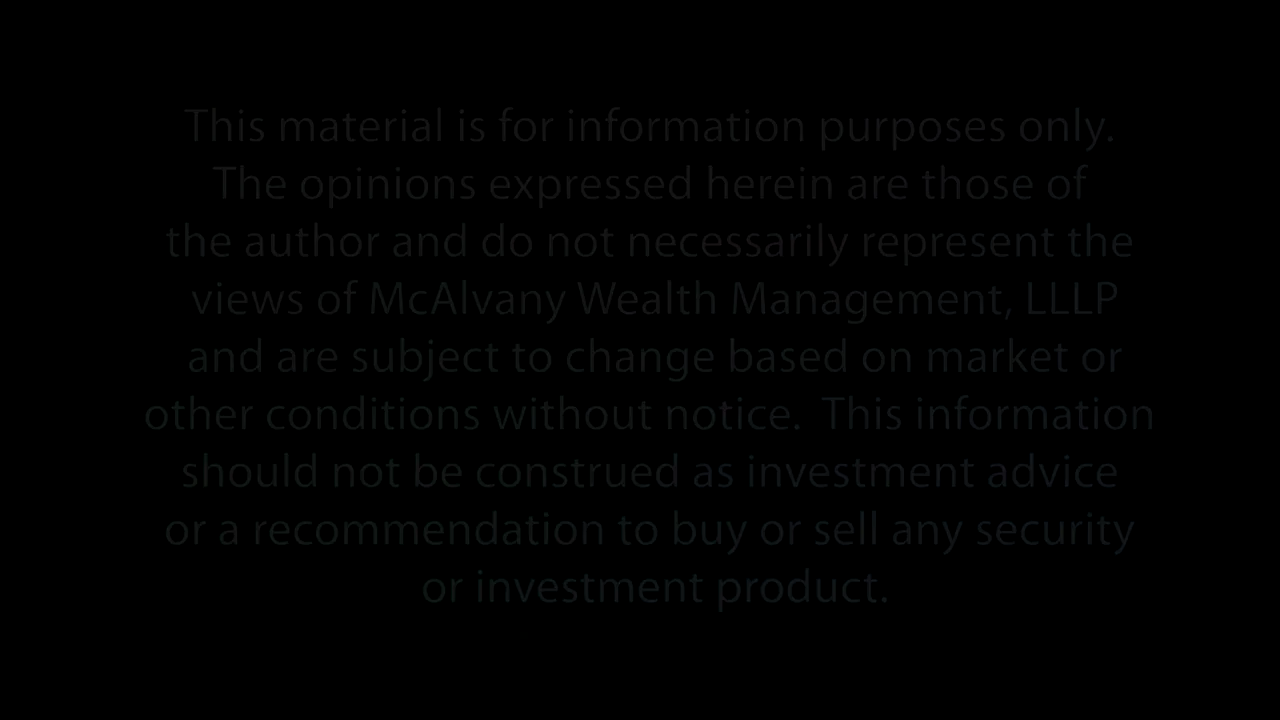 This material is for information purposes only.
The opinions expressed herein are those of
the author and do not necessarily represent the
views of McAlvany Wealth Management, LLLP
and are subject to change based on market or
other conditions without notice.  This information
should not be construed as investment advice
or a recommendation to buy or sell any security
or investment product.